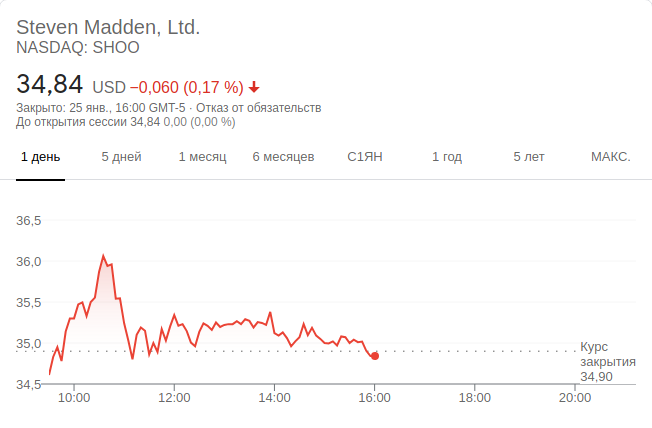 Steven Madden, Ltd.
NASDAQ: SHOO
34,84 USD −0,060 (0,17 %)
Закрыто: 25 янв., 16:00 GMT-5 · Отказ от обязательств
До открытия сессии 34,84 0,00 (0,00 %)
1 день 5 дней 1 месяц 6 месяцев С1ЯН 1 год 5 лет МАКС.
36,5
36,0
35,5
35,0
34,5
Курс
закрытия
34,90
10:00 12:00 14:00 16:00 18:00 20:00